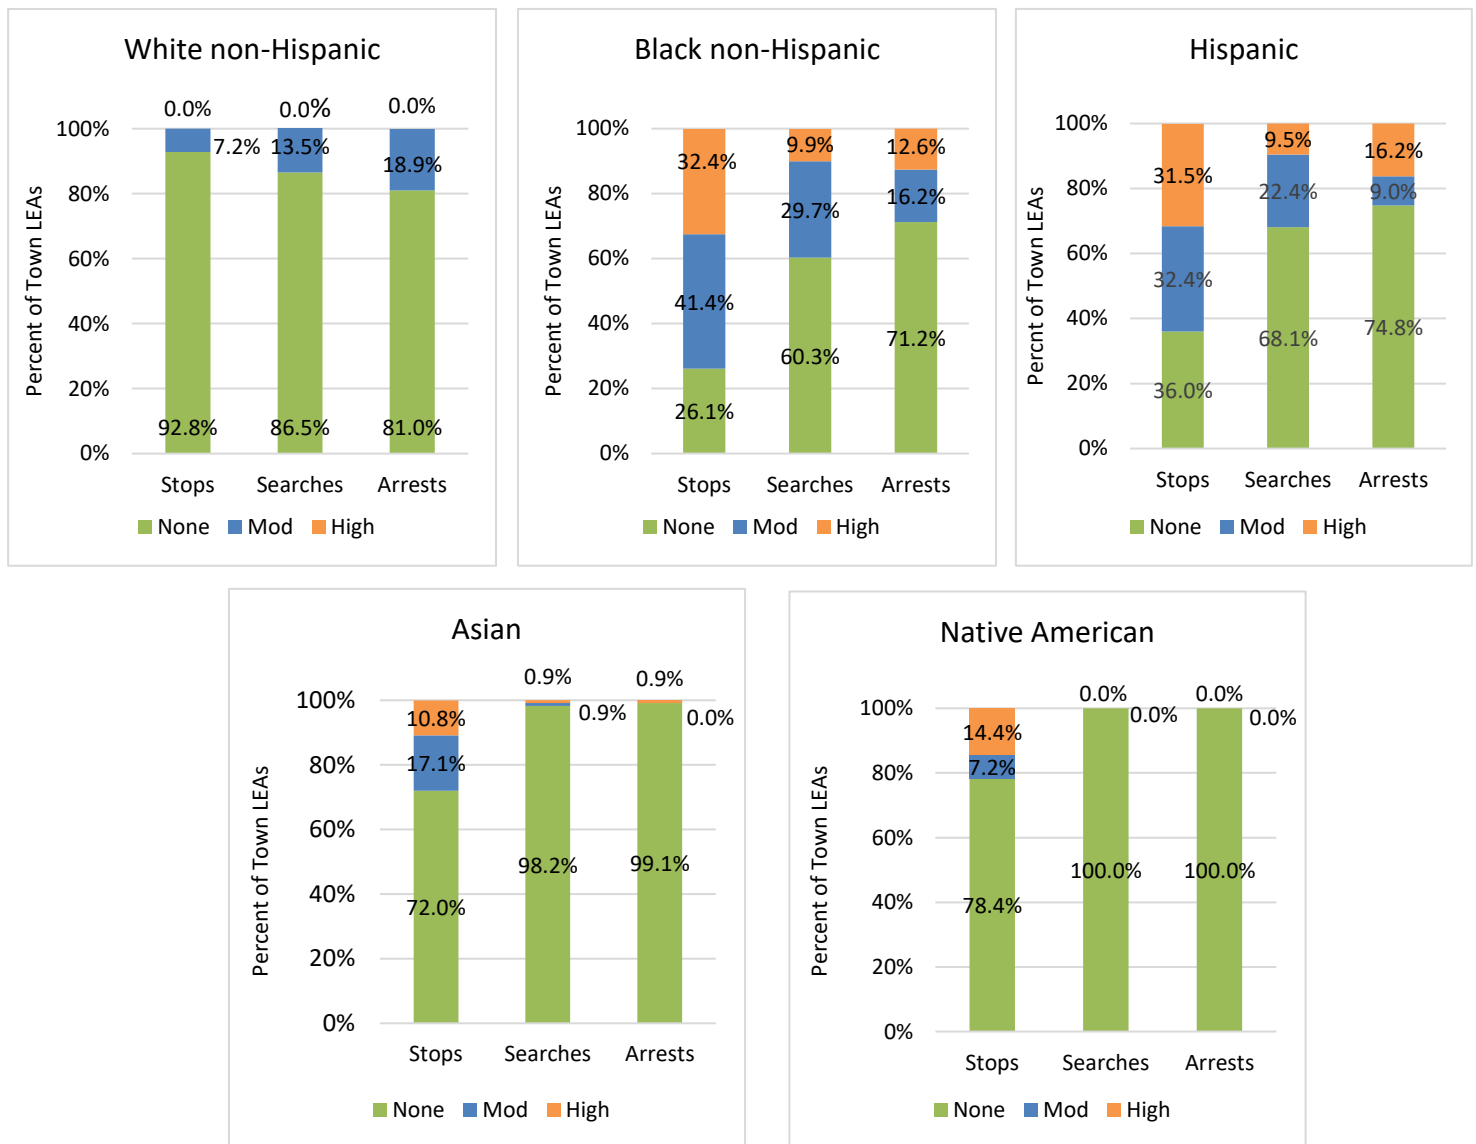 White non-Hispanic
0.0% 0.0% 0.0%
100%
7.2% 13.5%
18.9%
80%
60%
40%
20%
92.8% 86.5% 81.0%
0%
Percent of Town LEAs
Stops Searches Arrests
None Mod High
Black non-Hispanic
100%
32.4% 9.9% 12.6%
80%
29.7% 16.2%
60%
41.4%
40%
71.2%
60.3%
20%
26.1%
0%
Percent of Town LEAs
Stops Searches Arrests
None Mod High
Hispanic
100%
9.5%
31.5% 16.2%
80%
22.4% 9.0%
60%
32.4%
40%
68.1% 74.8%
20%
36.0%
0%
Percnt of Town LEAs
Stops Searches Arrests
None Mod High
Asian
0.9% 0.9%
100%
10.8% 0.9% 0.0%
80%
17.1%
60%
98.2% 99.1%
40%
72.0%
20%
0%
Percent of Town LEAs
Stops Searches Arrests
None Mod High
Native American
0.0% 0.0%
100%
0.0% 0.0%
14.4%
80%
7.2%
60%
100.0% 100.0%
40%
78.4%
20%
0%
Percent of Town LEAs
Stops Searches Arrests
None Mod High